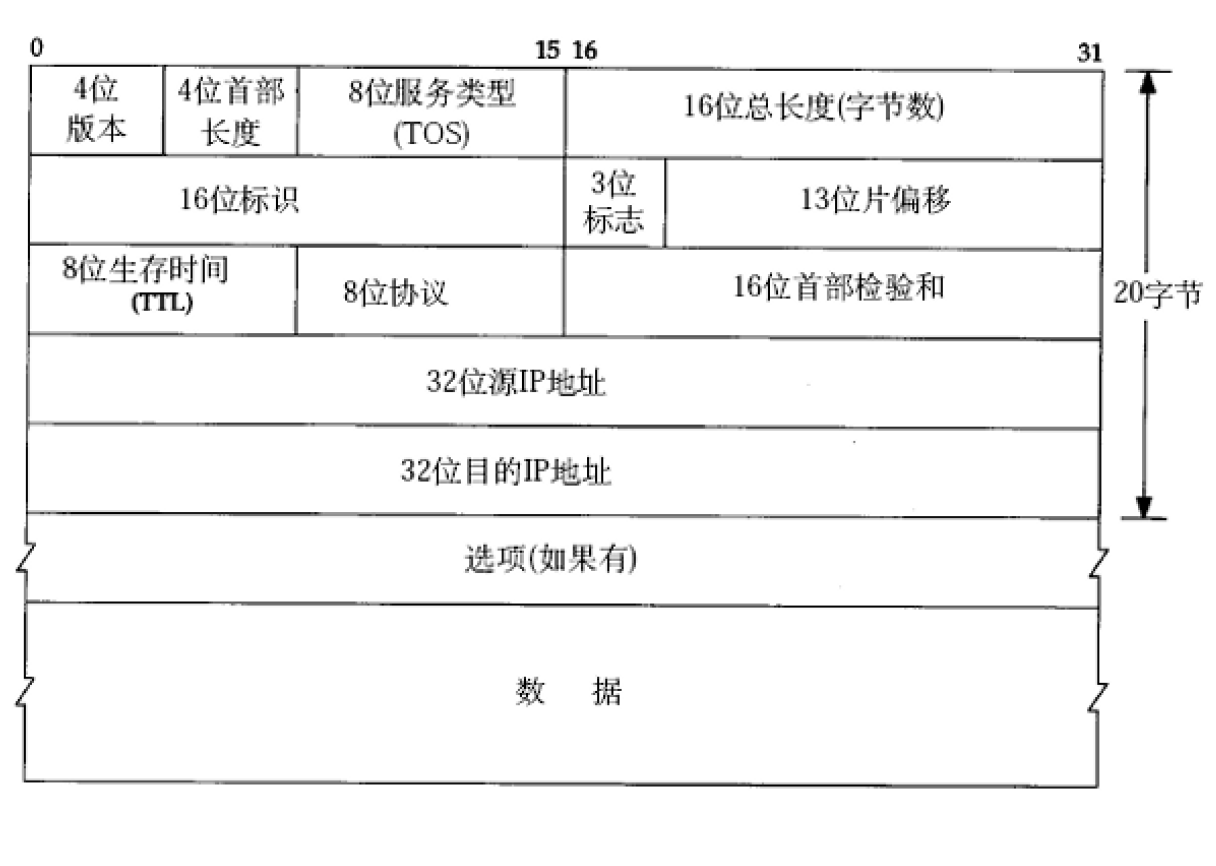 0 15 16 31
4位
版本
4位首部
长度
8位服务类型
(TOS)
16位总长度(字节数)
16位标识
3位
标志
13位片偏移
8位生存时间
(TTL)
8位协议
16位首部检验和
20字节
32位源IP地址
32位目的IP地址
选项(如果有)
数 据